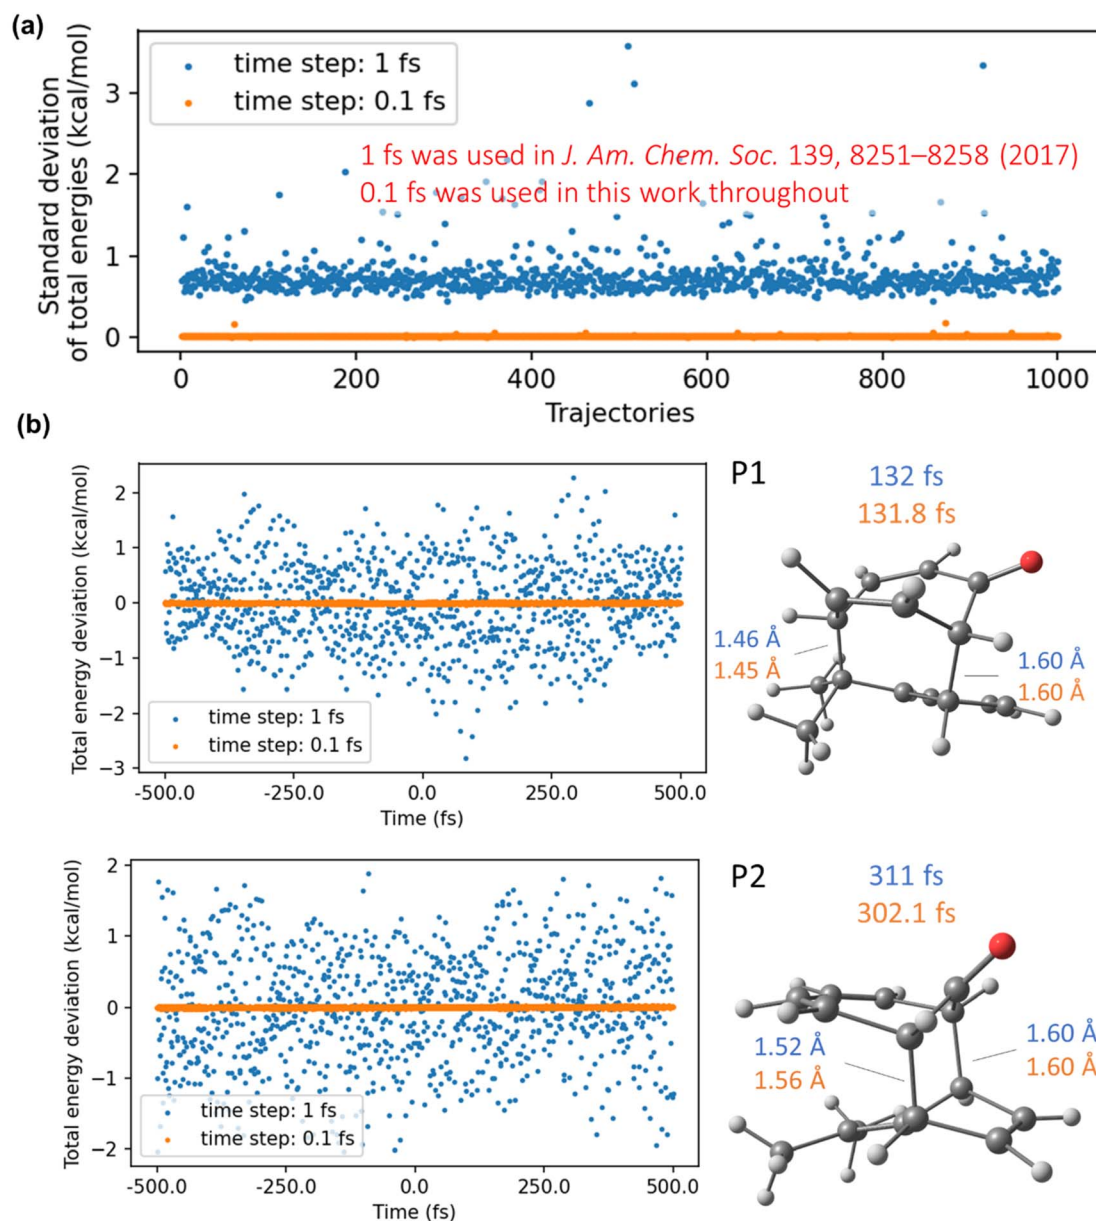 (a)
Standard deviation
of total energies (kcal/mol)
3
2
1
0
time step: 1 fs
time step: 0.1 fs
1 fs was used in J. Am. Chem. Soc. 139, 8251–8258 (2017)
0.1 fs was used in this work throughout
0 200 400 600 800 1000
Trajectories
(b)
Total energy deviation (kcal/mol)
2
1
0
−1
−2
−3
time step: 1 fs
time step: 0.1 fs
-500.0 -250.0 0.0 250.0 500.0
Time (fs)
P1
132 fs
131.8 fs
1.46 Å
1.45 Å
1.60 Å
1.60 Å
Total energy deviation (kcal/mol)
2
1
0
−1
−2
time step: 1 fs
time step: 0.1 fs
-500.0 -250.0 0.0 250.0 500.0
Time (fs)
P2
311 fs
302.1 fs
1.52 Å
1.56 Å
1.60 Å
1.60 Å